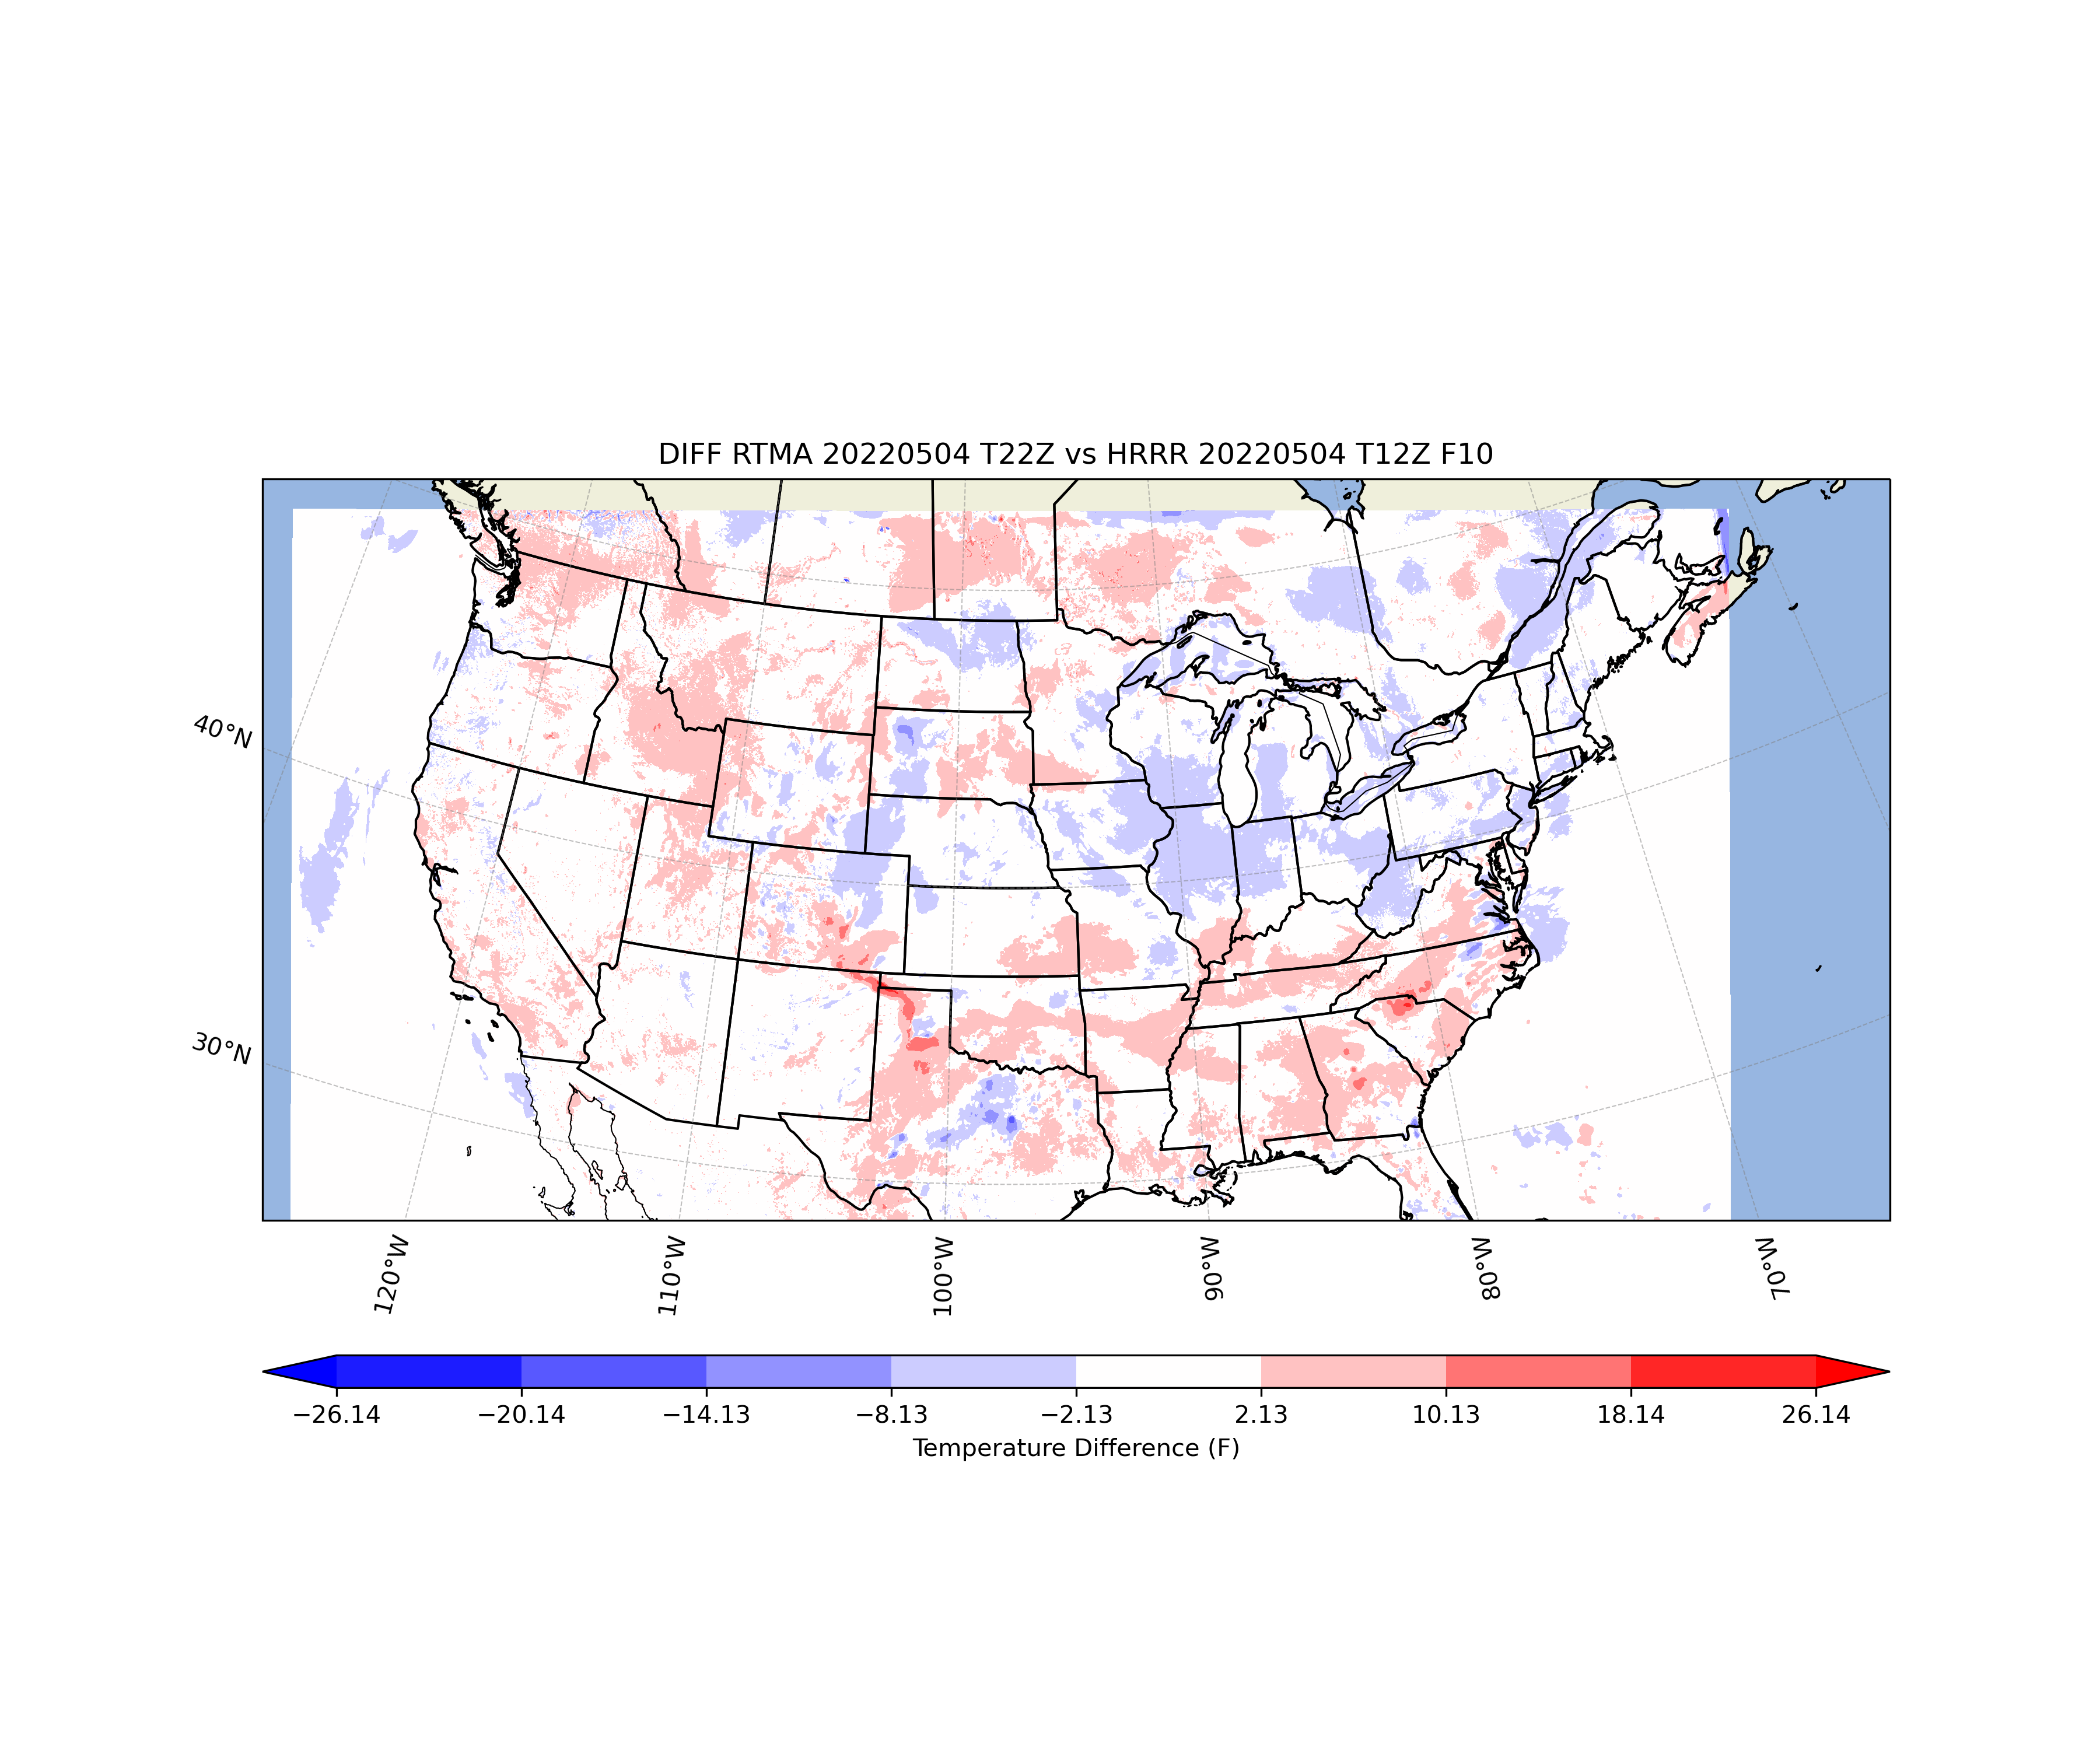 DIFF RTMA 20220504 T22Z vs HRRR 20220504 T12Z F10
40°N
30°N
120°W
110°W
100°W
90°W
80°W
70°W
−26.14
−20.14
−14.13
−8.13
−2.13
2.13
10.13
18.14
26.14
Temperature Difference (F)